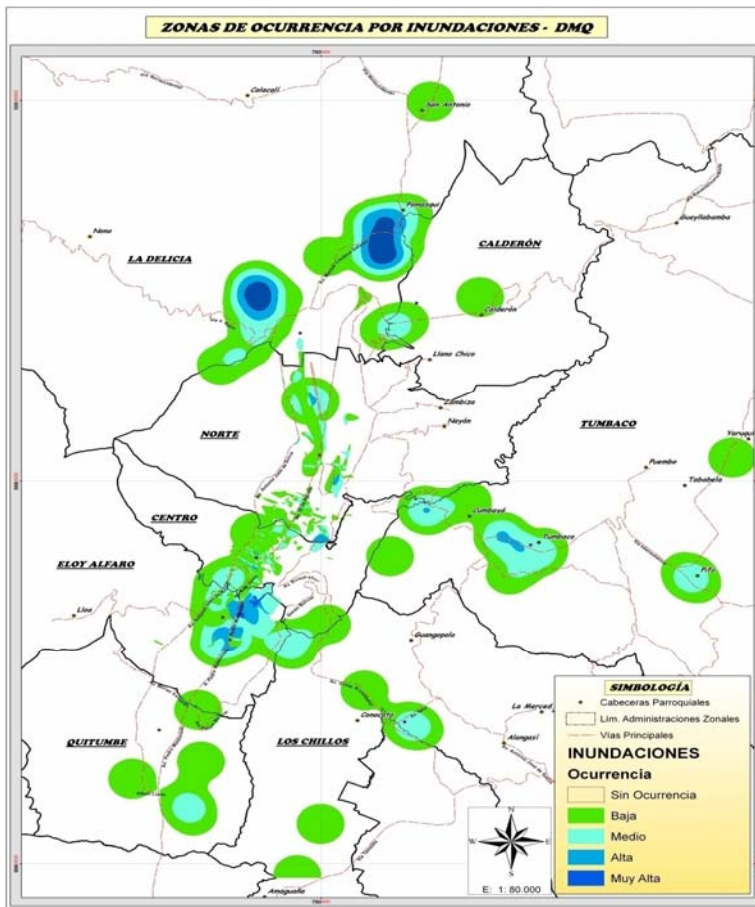 ZONAS DE OCURRENCIA POR INUNDACIONES - DMQ
Calacalí
San Antonio
Pomasqui
Guayllabamba
Nono
LA DELICIA
CALDERÓN
Calderón
Llano Chico
Zambiza
Nayón
NORTE
TUMBACO
Yaruquí
Puembo
Tababela
CENTRO
Cumbayá
Tumbaco
ELOY ALFARO
Pifo
Lloa
Guangopolo
La Merced
Conocoto
Alangasí
QUITUMBE
LOS CHILLOS
Amaguaña
SIMBOLOGÍA
Cabeceras Parroquiales
Lím. Administraciones Zonales
Vías Principales
INUNDACIONES
Ocurrencia
Sin Ocurrencia
Baja
Medio
Alta
Muy Alta
N
W
E
S
E: 1: 80.000